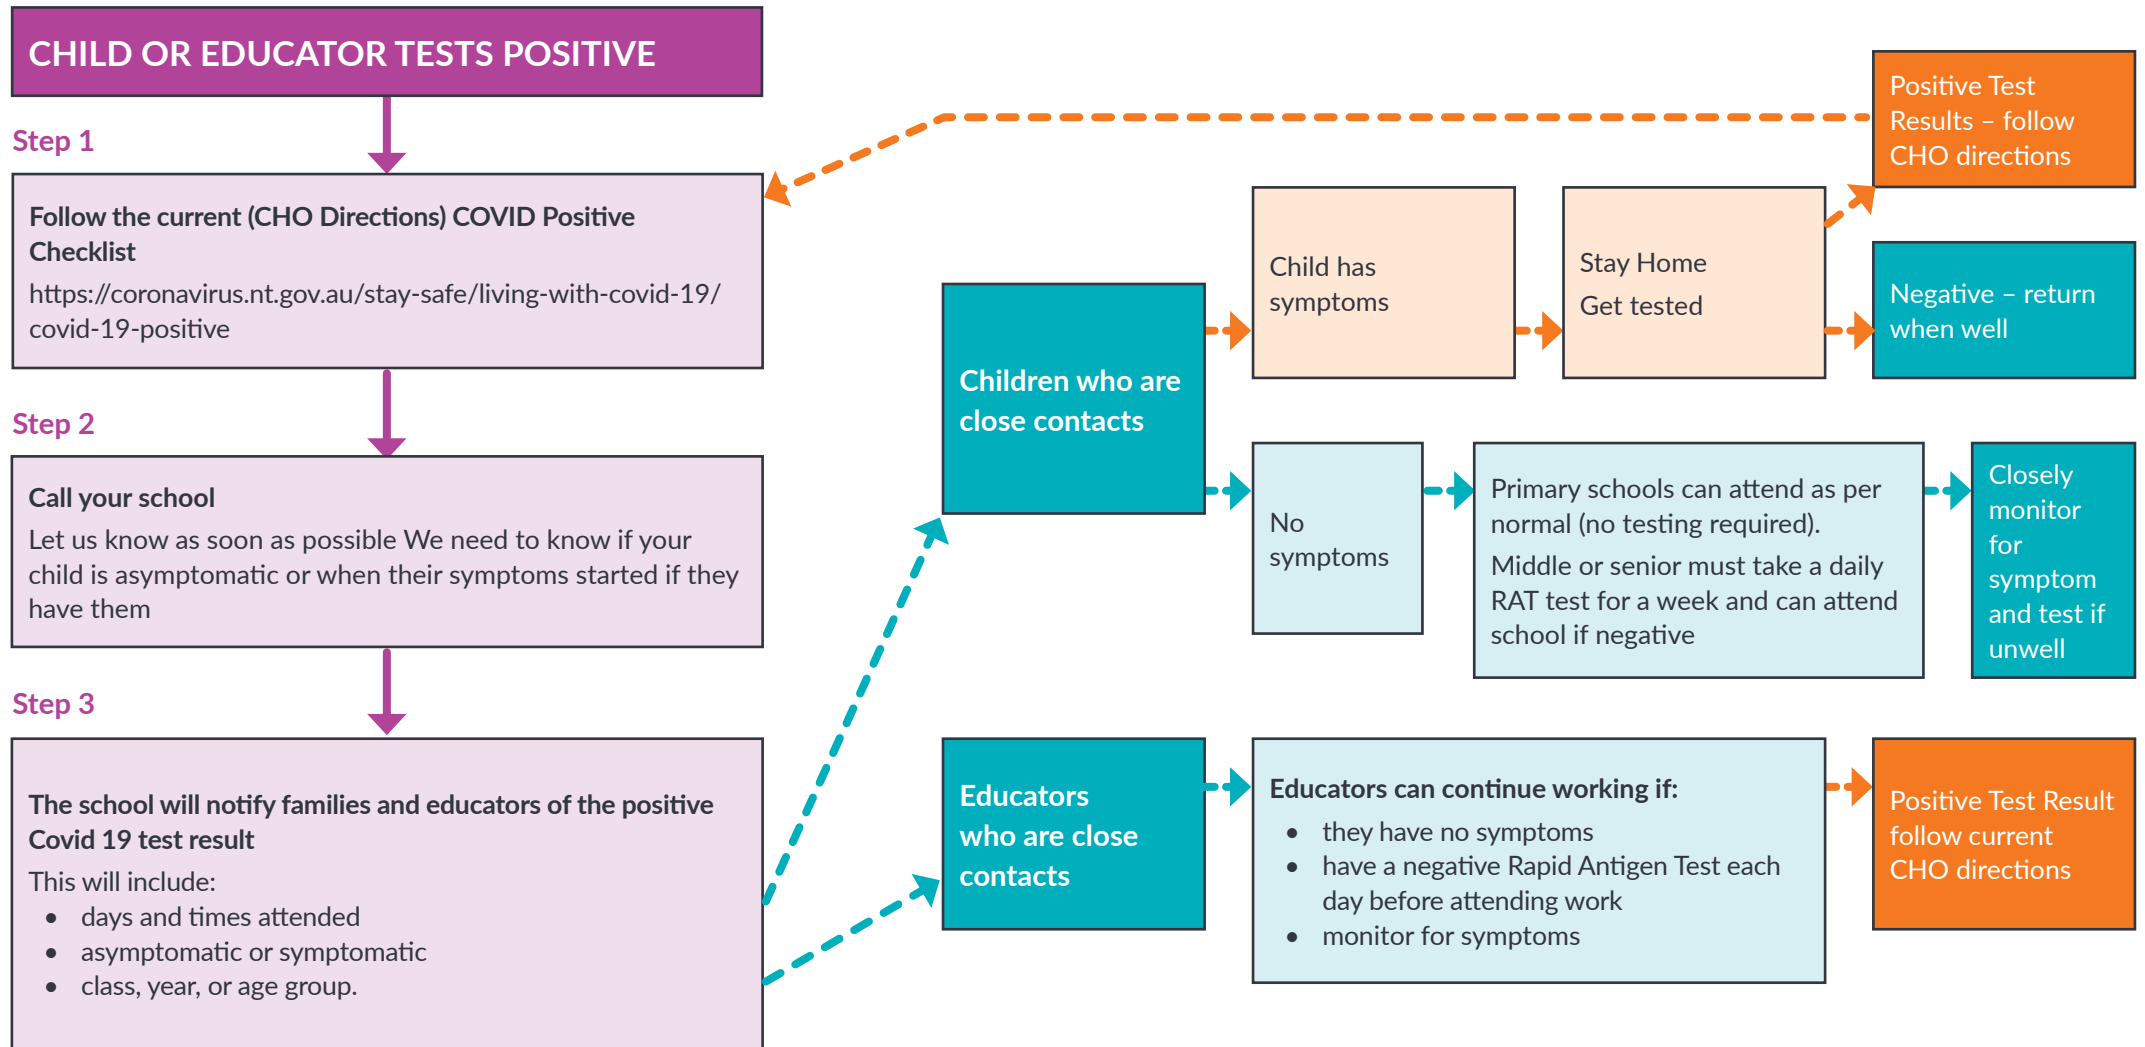 CHILD OR EDUCATOR TESTS POSITIVE
Step 1
Follow the current (CHO Directions) COVID Positive
Checklist
https://coronavirus.nt.gov.au/stay-safe/living-with-covid-19/
covid-19-positive
Step 2
Call your school
Let us know as soon as possible We need to know if your
child is asymptomatic or when their symptoms started if they
have them
Step 3
The school will notify families and educators of the positive
Covid 19 test result
This will include:
• days and times attended
• asymptomatic or symptomatic
• class, year, or age group.
Children who are
close contacts
Child has
symptoms
Stay Home
Get tested
Positive Test
Results – follow
CHO directions
Negative – return
when well
No
symptoms
Primary schools can attend as per
normal (no testing required).
Middle or senior must take a daily
RAT test for a week and can attend
school if negative
Closely
monitor
for
symptom
and test if
unwell
Educators
who are close
contacts
Educators can continue working if:
• they have no symptoms
• have a negative Rapid Antigen Test each
day before attending work
• monitor for symptoms
Positive Test Result
follow current
CHO directions